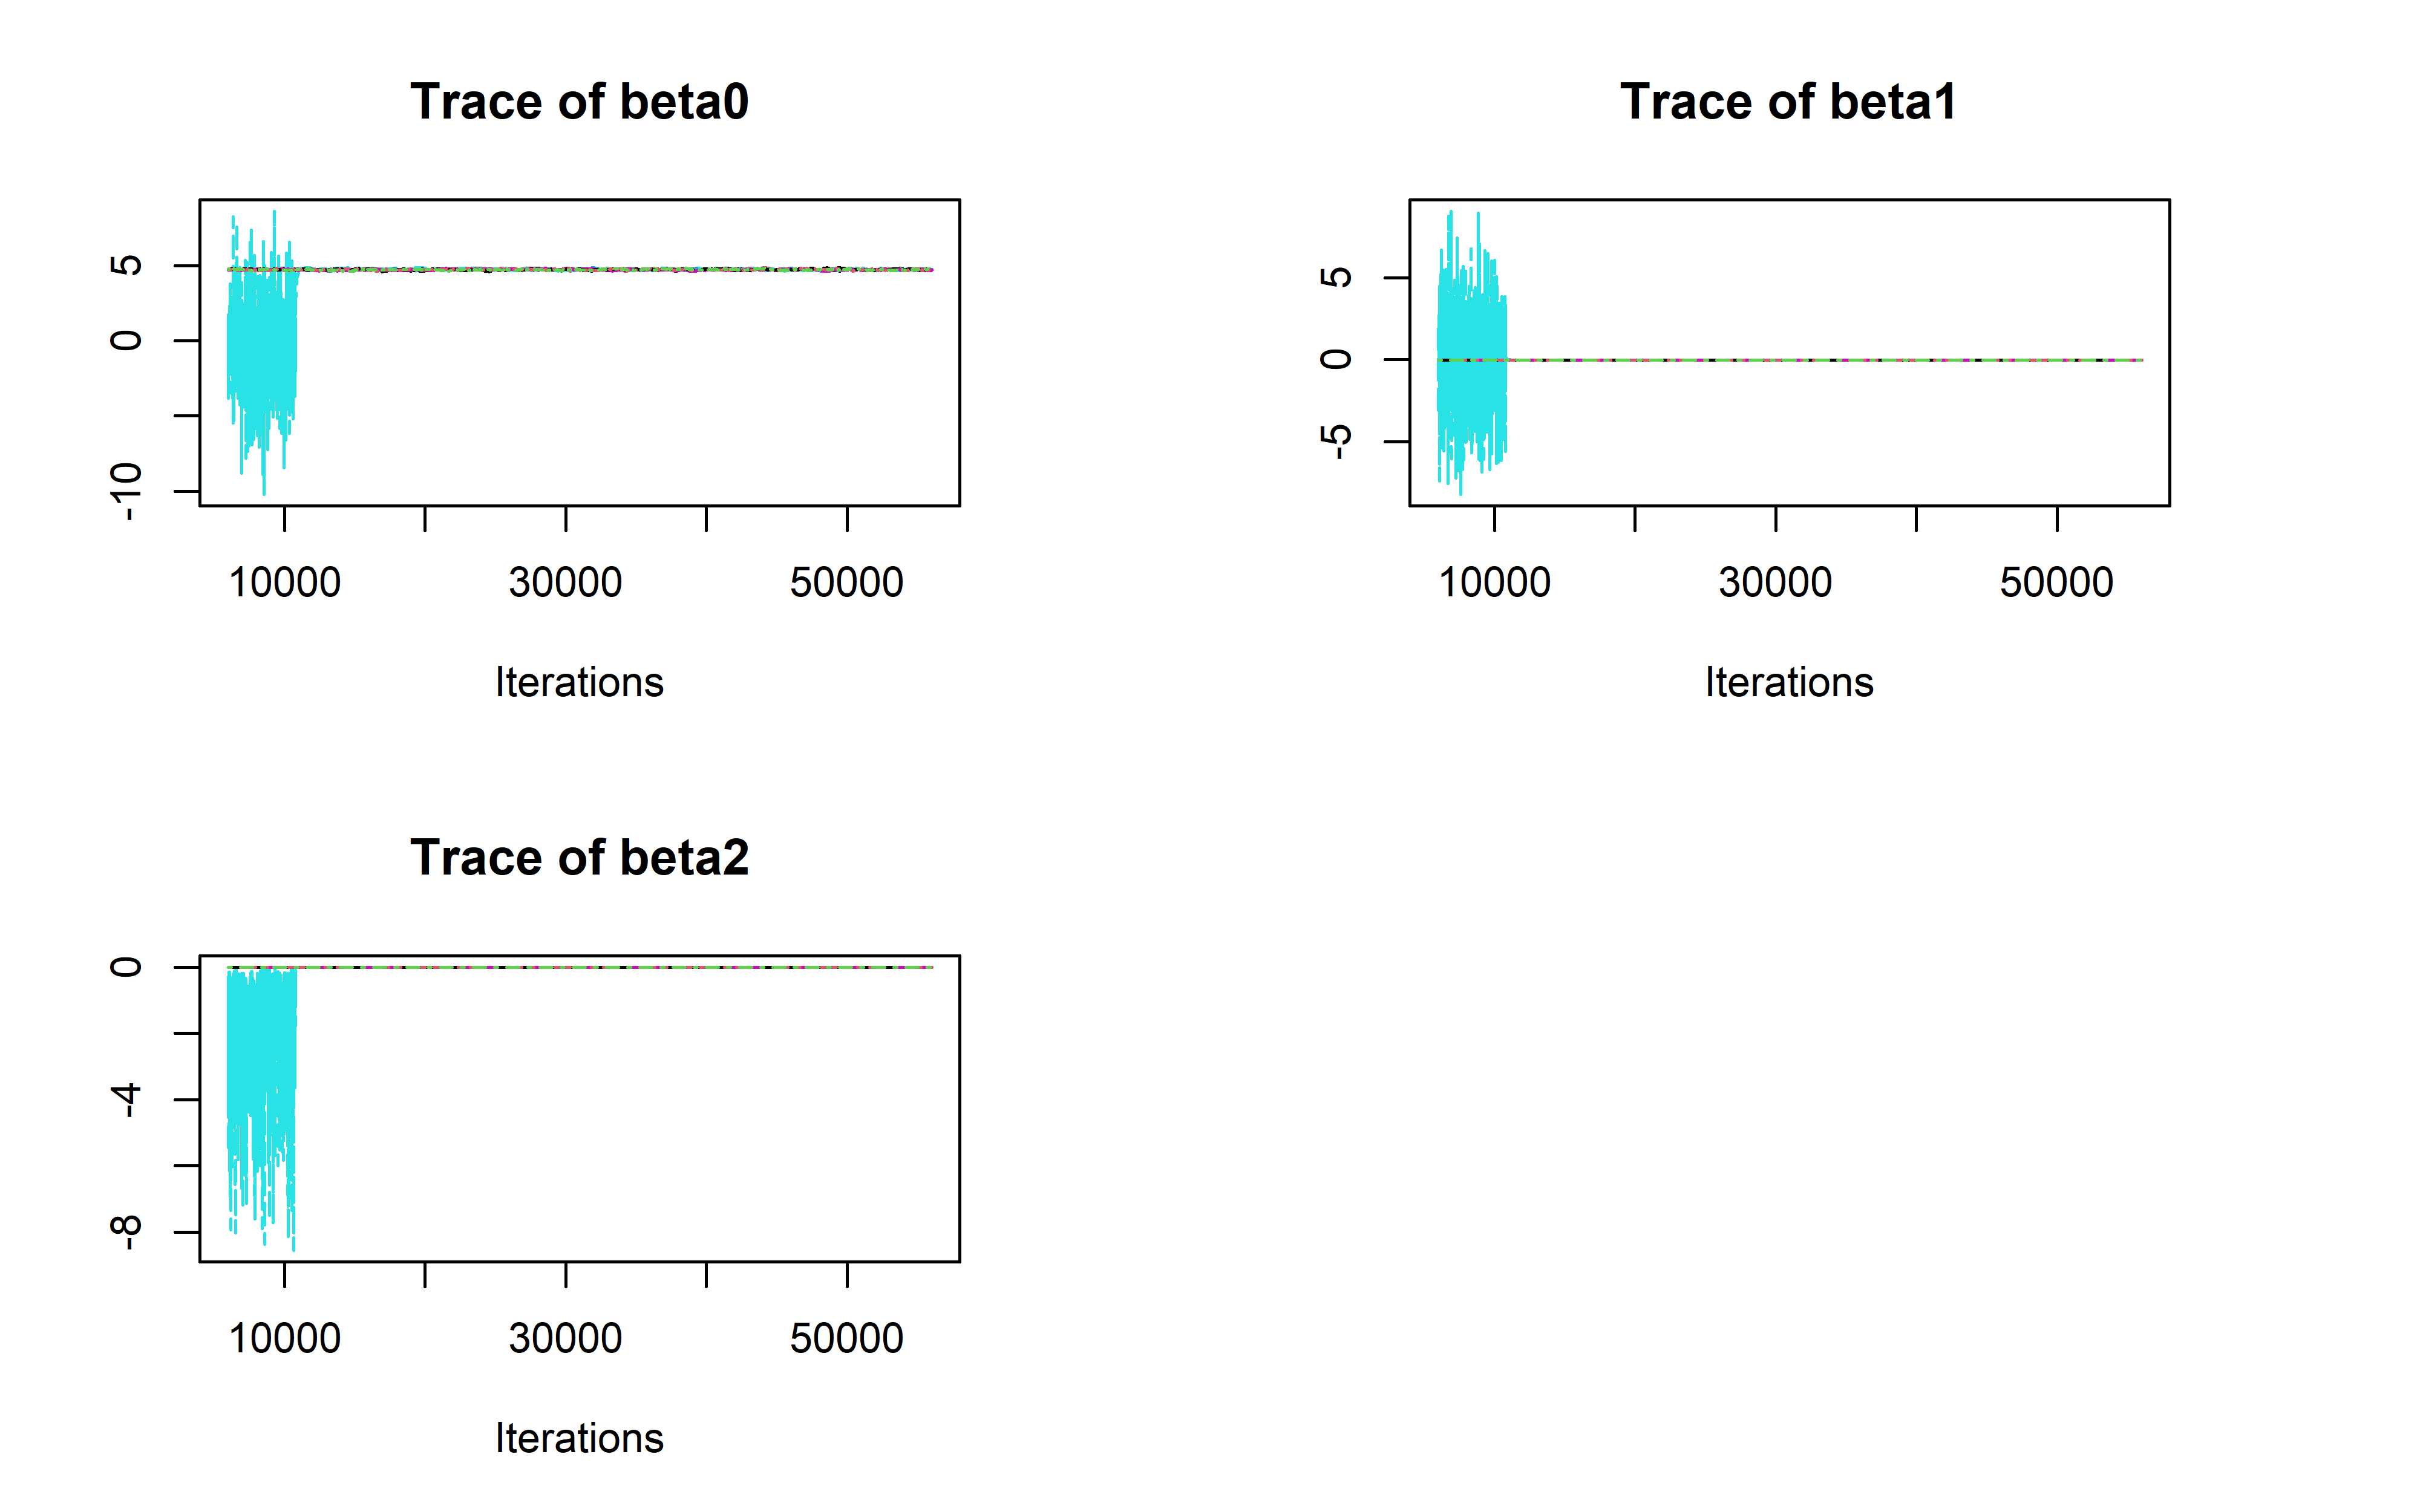 Trace of beta0
5
0
-10
10000 30000 50000
Iterations
Trace of beta1
5
0
-5
10000 30000 50000
Iterations
Trace of beta2
0
-4
-8
10000 30000 50000
Iterations